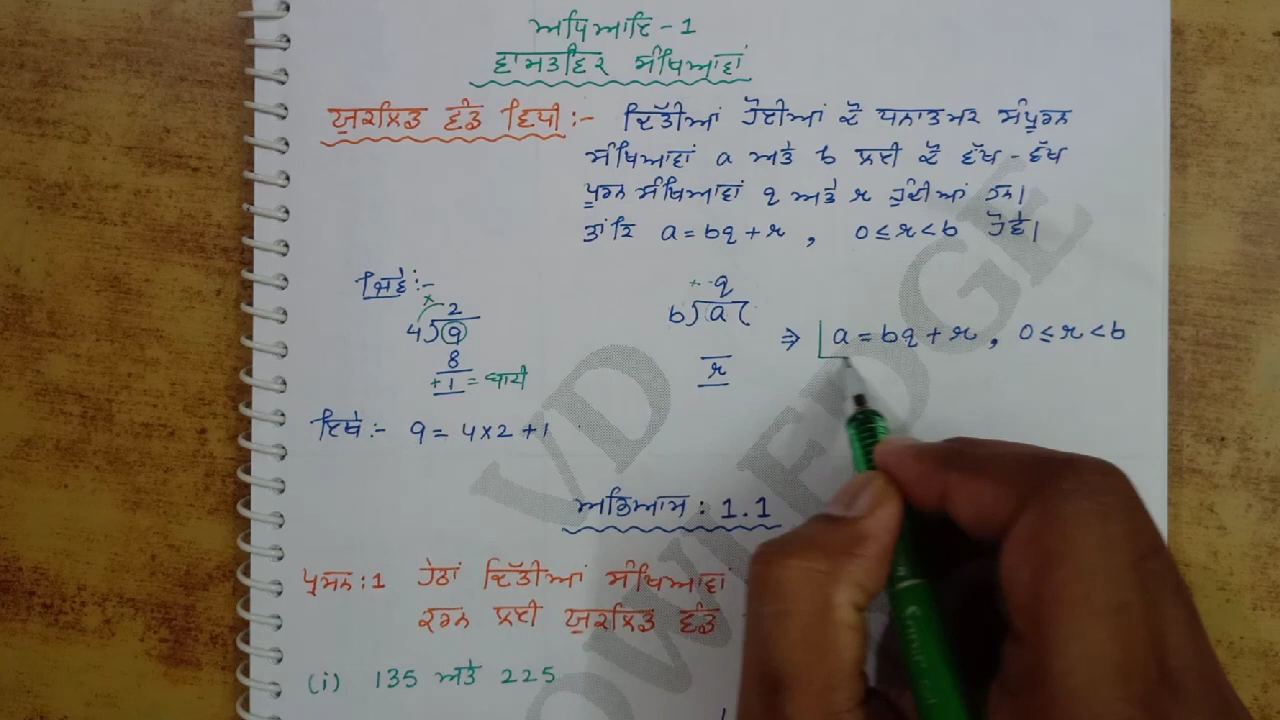 ਅਧਿਆਇ-1
ਵਾਸਤਵਿਕ ਸੰਖਿਆਵਾਂ
ਯੂਕਲਿਡ ਵੰਡ ਵਿਧੀ :- ਦਿੱਤੀਆਂ ਹੋਈਆਂ ਦੋ ਧਨਾਤਮਕ ਸੰਪੂਰਨ
ਸੰਖਿਆਵਾਂ a ਅਤੇ b ਲਈ ਦੋ ਵੱਖ-ਵੱਖ
ਪੂਰਨ ਸੰਖਿਆਵਾਂ q ਅਤੇ r ਹੁੰਦੀਆਂ ਹਨ।
ਤਾਂਕਿ a = bq + r , 0 ≤ r < b ਹੋਵੇ।
ਜਿਵੇਂ :-
×
2
4) 9
8
+1 = ਬਾਕੀ
q
b) a (
r
⇒ a = bq + r , 0 ≤ r < b
ਇੱਥੇ :- 9 = 4×2 + 1
ਅਭਿਆਸ : 1.1
ਪ੍ਰਸ਼ਨ : 1 ਹੇਠਾਂ ਦਿੱਤੀਆਂ ਸੰਖਿਆਵਾਂ
ਕਰਨ ਲਈ ਯੂਕਲਿਡ ਵੰਡ
(i) 135 ਅਤੇ 225
VD